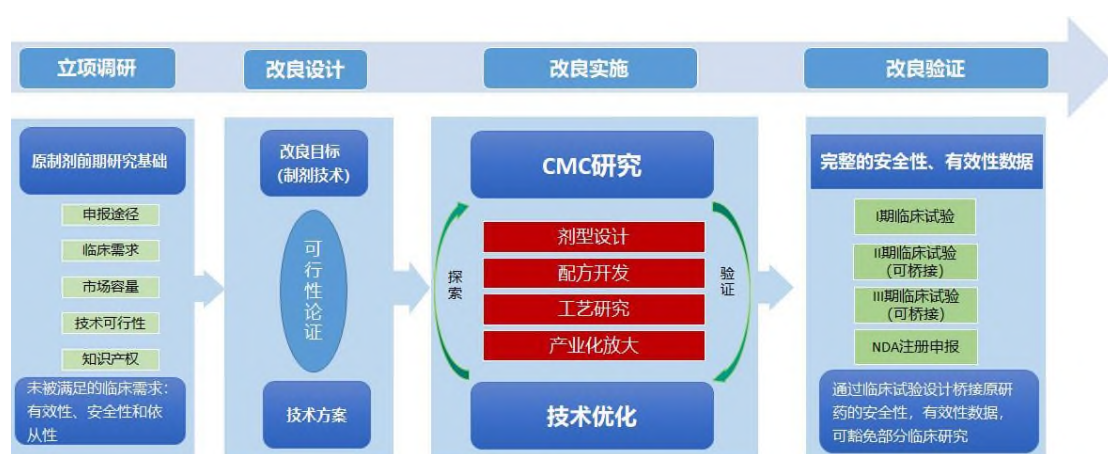 立项调研
改良设计
改良实施
改良验证
原制剂前期研究基础
申报途径
临床需求
市场容量
技术可行性
知识产权
未被满足的临床需求：
有效性、安全性和依
从性
改良目标
(制剂技术)
可行性论证
技术方案
CMC研究
探索
剂型设计
配方开发
工艺研究
产业化放大
验证
技术优化
完整的安全性、有效性数据
I期临床试验
II期临床试验
(可桥接)
III期临床试验
(可桥接)
NDA注册申报
通过临床试验设计桥接原研
药的安全性，有效性数据，
可豁免部分临床研究